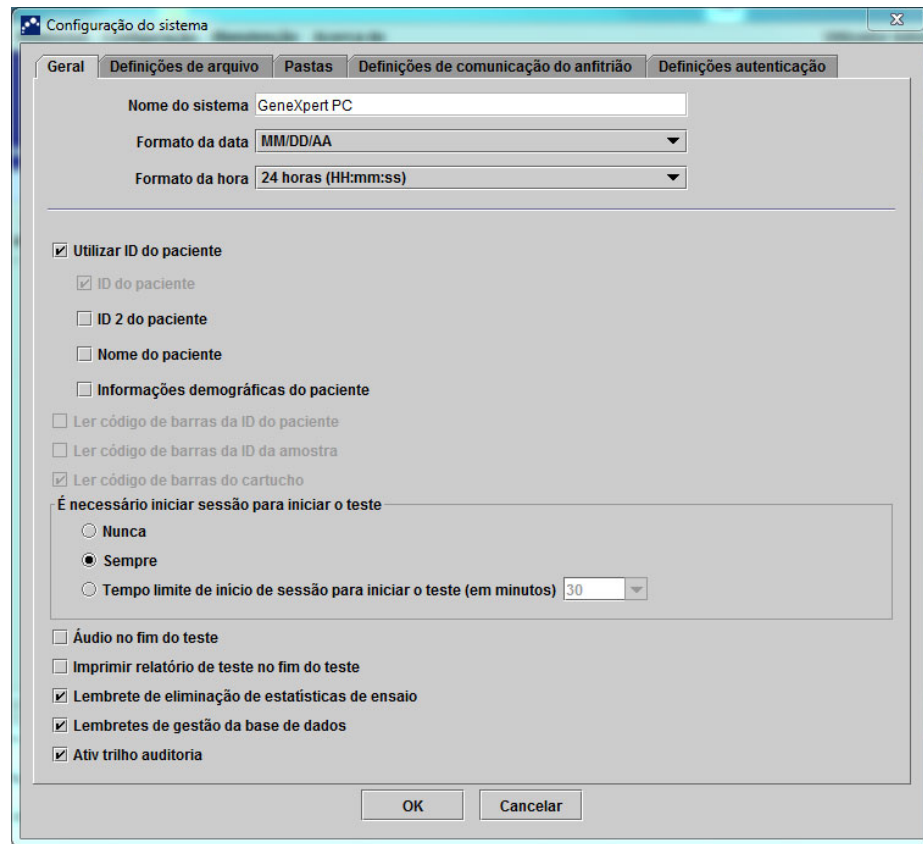 Configuração do sistema
Geral Definições de arquivo Pastas Definições de comunicação do anfitrião Definições autenticação
Nome do sistema GeneXpert PC
Formato da data MM/DD/AA
Formato da hora 24 horas (HH:mm:ss)
Utilizar ID do paciente
ID do paciente
ID 2 do paciente
Nome do paciente
Informações demográficas do paciente
Ler código de barras da ID do paciente
Ler código de barras da ID da amostra
Ler código de barras do cartucho
É necessário iniciar sessão para iniciar o teste
Nunca
Sempre
Tempo limite de início de sessão para iniciar o teste (em minutos) 30
Áudio no fim do teste
Imprimir relatório de teste no fim do teste
Lembrete de eliminação de estatísticas de ensaio
Lembretes de gestão da base de dados
Ativ trilho auditoria
OK Cancelar